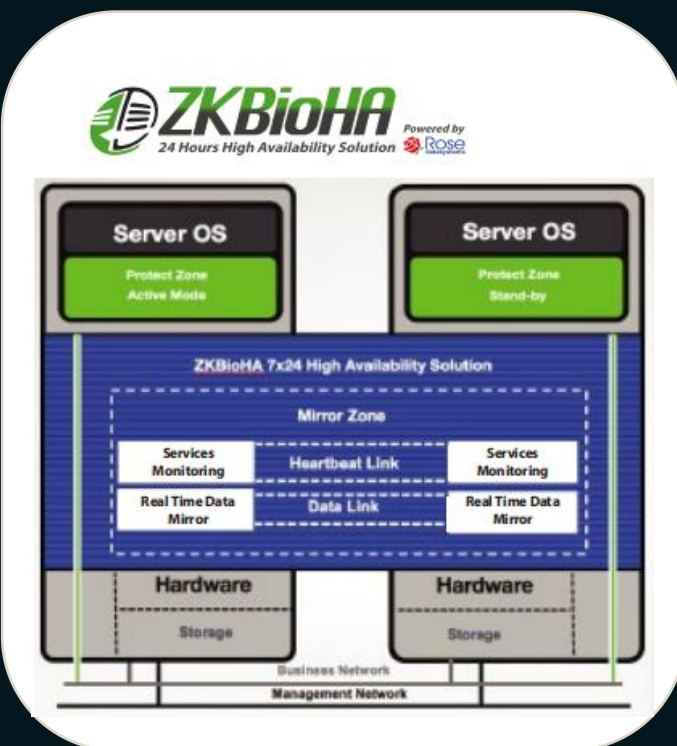 ZKBioHA
24 Hours High Availability Solution
Powered by
Rose
datasystems
Server OS
Protect Zone
Active Mode
Server OS
Protect Zone
Stand-by
ZKBioHA 7x24 High Availability Solution
Mirror Zone
Services
Monitoring
Heartbeat Link
Services
Monitoring
Real Time Data
Mirror
Data Link
Real Time Data
Mirror
Hardware
Storage
Hardware
Storage
Business Network
Management Network